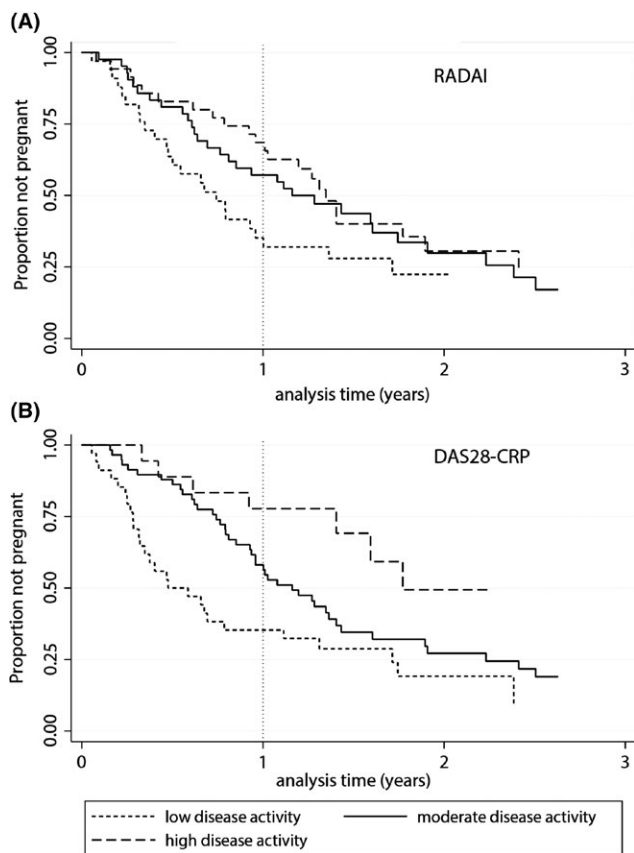 (A)
RADAI
Proportion not pregnant
1.00
0.75
0.50
0.25
0.00
0 1 2 3
analysis time (years)
(B)
DAS28-CRP
Proportion not pregnant
1.00
0.75
0.50
0.25
0.00
0 1 2 3
analysis time (years)
low disease activity moderate disease activity
high disease activity